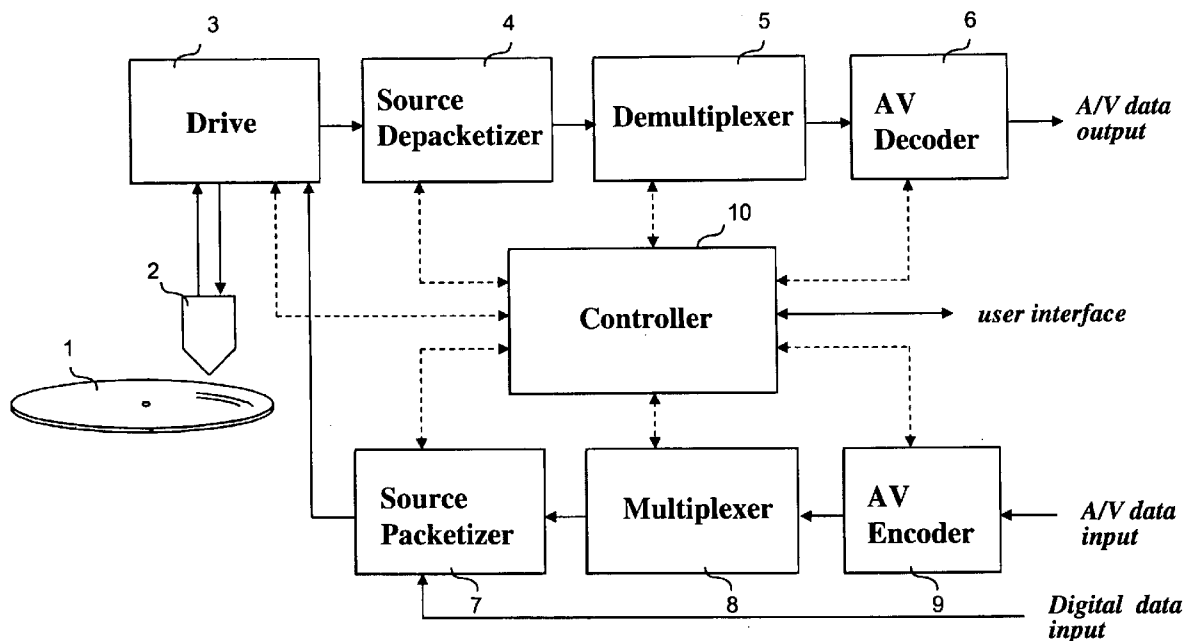 3
4
5
6
Drive
Source
Depacketizer
Demultiplexer
AV
Decoder
A/V data
output
10
2
Controller
user interface
1
Source
Packetizer
Multiplexer
AV
Encoder
A/V data
input
7
8
9
Digital data
input